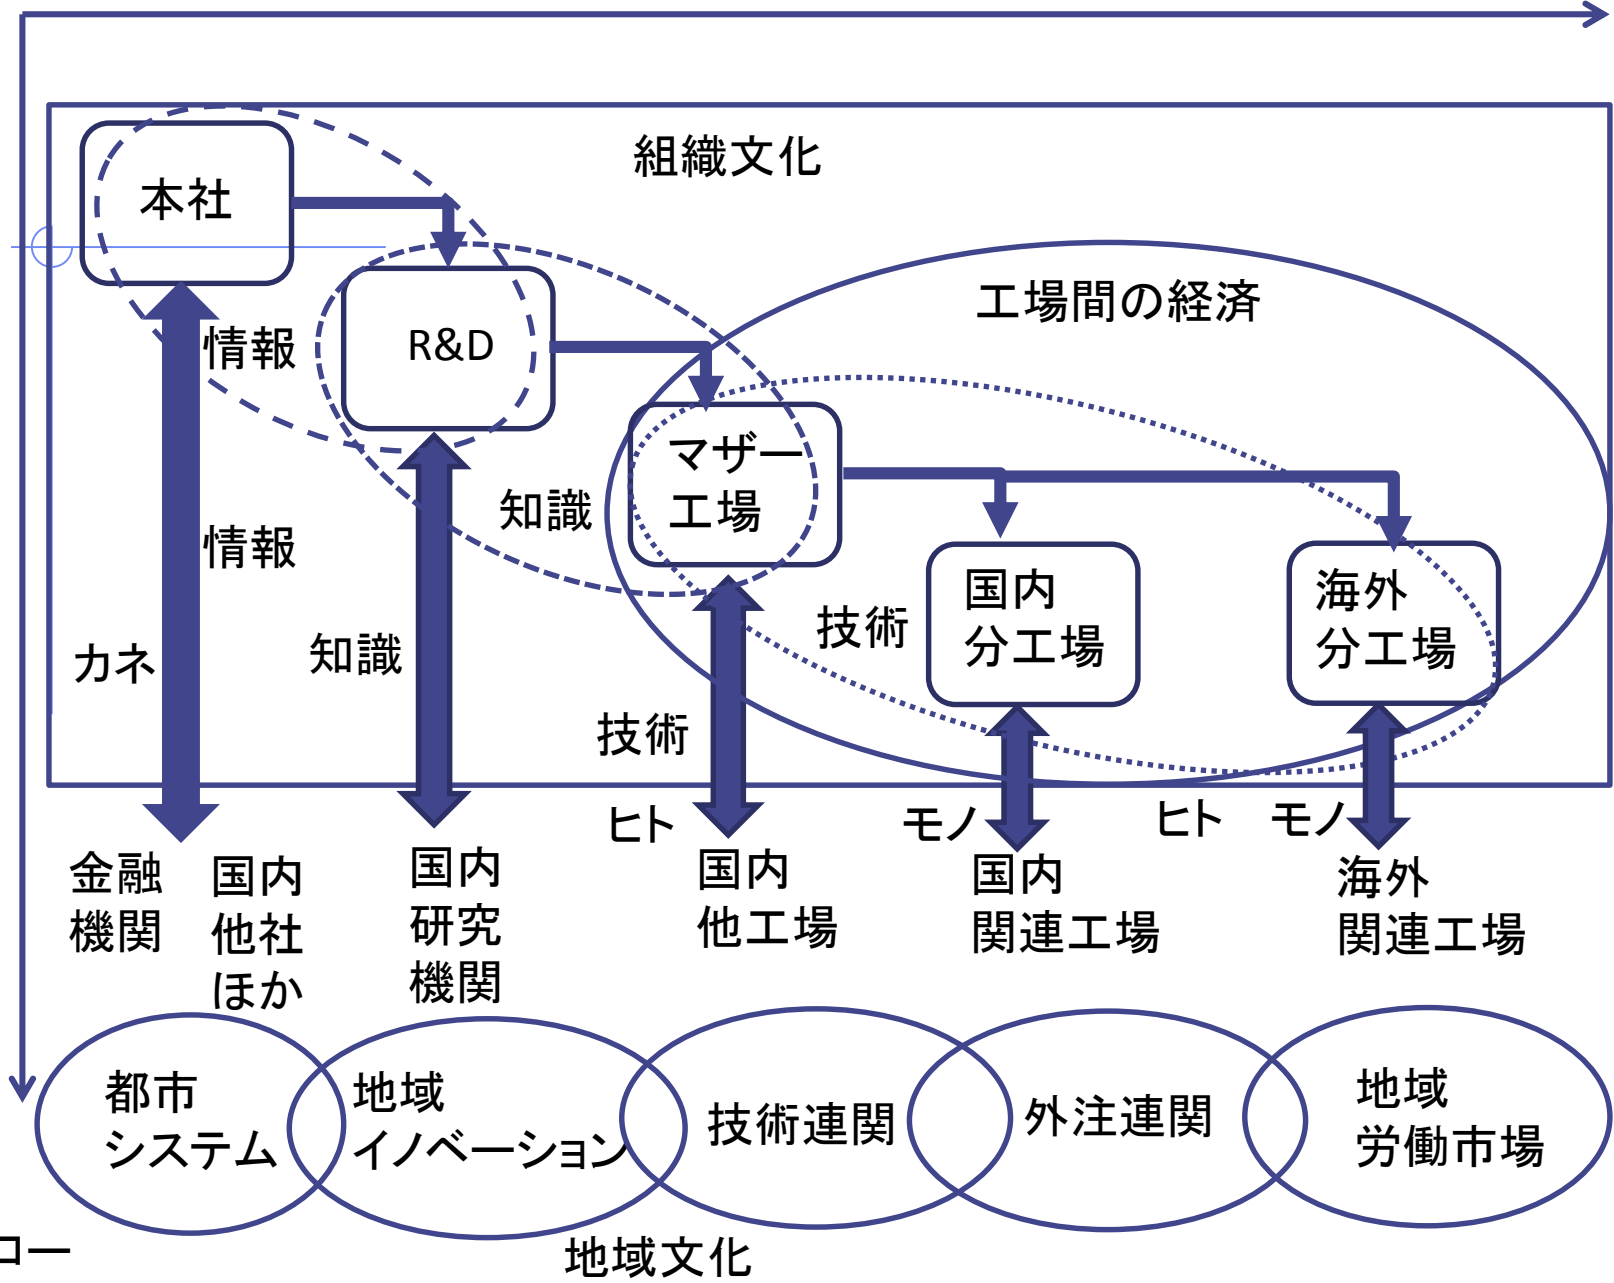 組織文化
本社
工場間の経済
情報
R&D
マザー
工場
知識
情報
国内
分工場
海外
分工場
技術
カネ
知識
技術
ヒト
モノ
ヒト
モノ
金融
機関
国内
他社
ほか
国内
研究
機関
国内
他工場
国内
関連工場
海外
関連工場
都市
システム
地域
イノベーション
技術連関
外注連関
地域
労働市場
地域文化
ロー